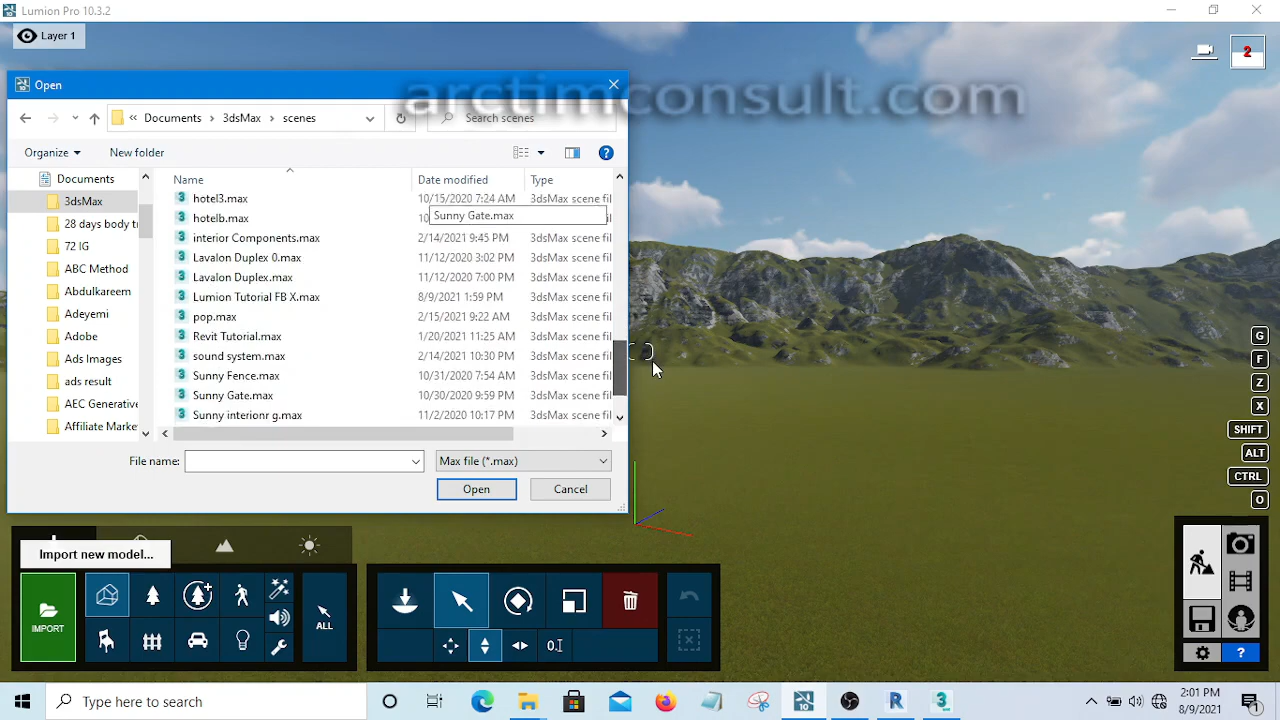 Lumion Pro 10.3.2
Layer 1
2
Open
arctimconsult.com
« Documents > 3dsMax > scenes
Search scenes
Organize
New folder
Documents
3dsMax
28 days body t
72 IG
ABC Method
Abdulkareem
Adeyemi
Adobe
Ads Images
ads result
AEC Generative
Affiliate Marke
Name Date modified Type
hotel3.max 10/15/2020 7:24 AM 3dsMax scene fil
hotelb.max 10
Sunny Gate.max
interior Components.max 2/14/2021 9:45 PM 3dsMax scene fil
Lavalon Duplex 0.max 11/12/2020 3:02 PM 3dsMax scene fil
Lavalon Duplex.max 11/12/2020 7:00 PM 3dsMax scene fil
Lumion Tutorial FB X.max 8/9/2021 1:59 PM 3dsMax scene fil
pop.max 2/15/2021 9:22 AM 3dsMax scene fil
Revit Tutorial.max 1/20/2021 11:25 AM 3dsMax scene fil
sound system.max 2/14/2021 10:30 PM 3dsMax scene fil
Sunny Fence.max 10/31/2020 7:54 AM 3dsMax scene fil
Sunny Gate.max 10/30/2020 9:59 PM 3dsMax scene fil
Sunny interionr g.max 11/2/2020 10:17 PM 3dsMax scene fil
File name:
Max file (*.max)
Open
Cancel
G
F
Z
X
SHIFT
ALT
CTRL
O
Import new model...
IMPORT
ALL
?
Type here to search
2:01 PM
8/9/2021